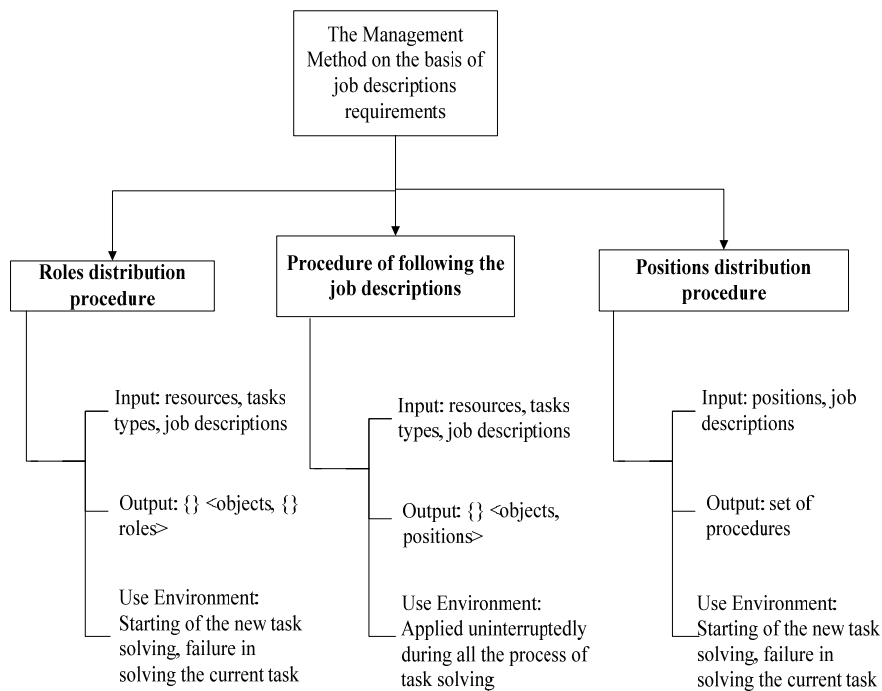 The Management
Method on the basis of
job descriptions
requirements
Roles distribution
procedure
Procedure of following the
job descriptions
Positions distribution
procedure
Input: resources, tasks
types, job descriptions
Output: {} <objects, {}
roles>
Use Environment:
Starting of the new task
solving, failure in
solving the current task
Input: resources, tasks
types, job descriptions
Output: {} <objects,
positions>
Use Environment:
Applied uninterruptedly
during all the process of
task solving
Input: positions, job
descriptions
Output: set of
procedures
Use Environment:
Starting of the new task
solving, failure in
solving the current task